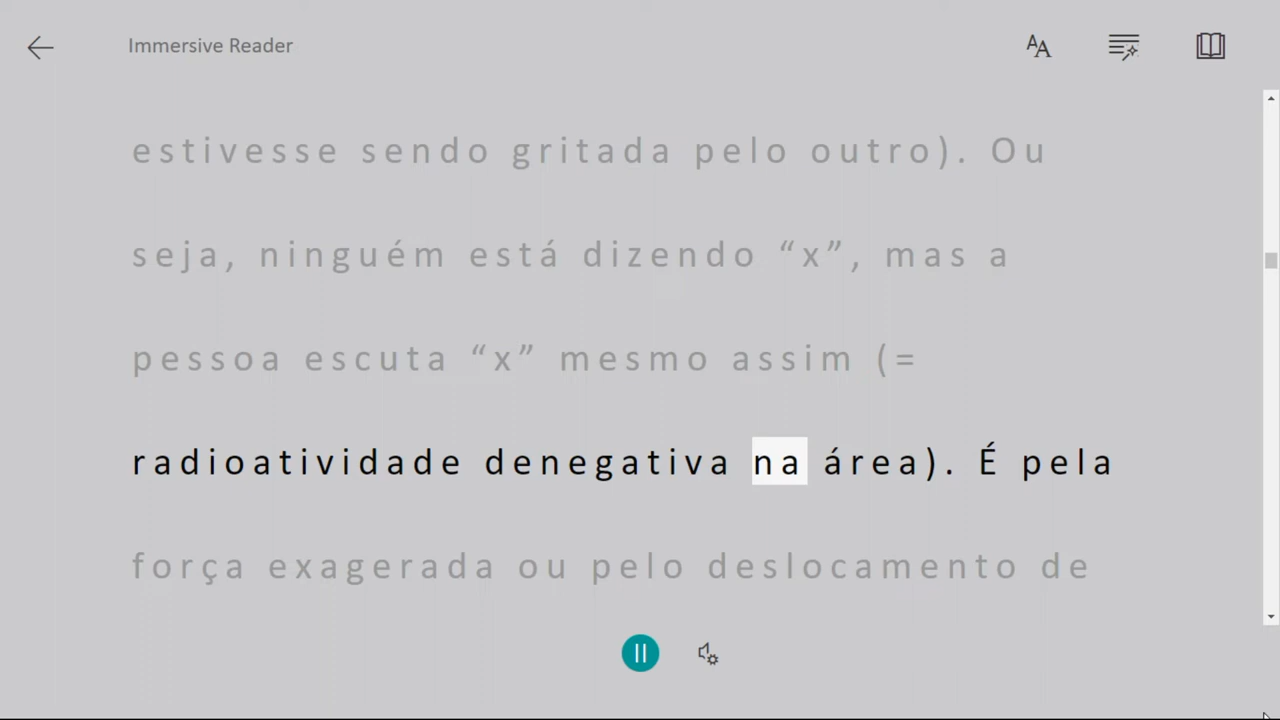 Immersive Reader
estivesse sendo gritada pelo outro). Ou
seja, ninguém está dizendo “x”, mas a
pessoa escuta “x” mesmo assim (=
radioatividade denegativa na área). É pela
força exagerada ou pelo deslocamento de